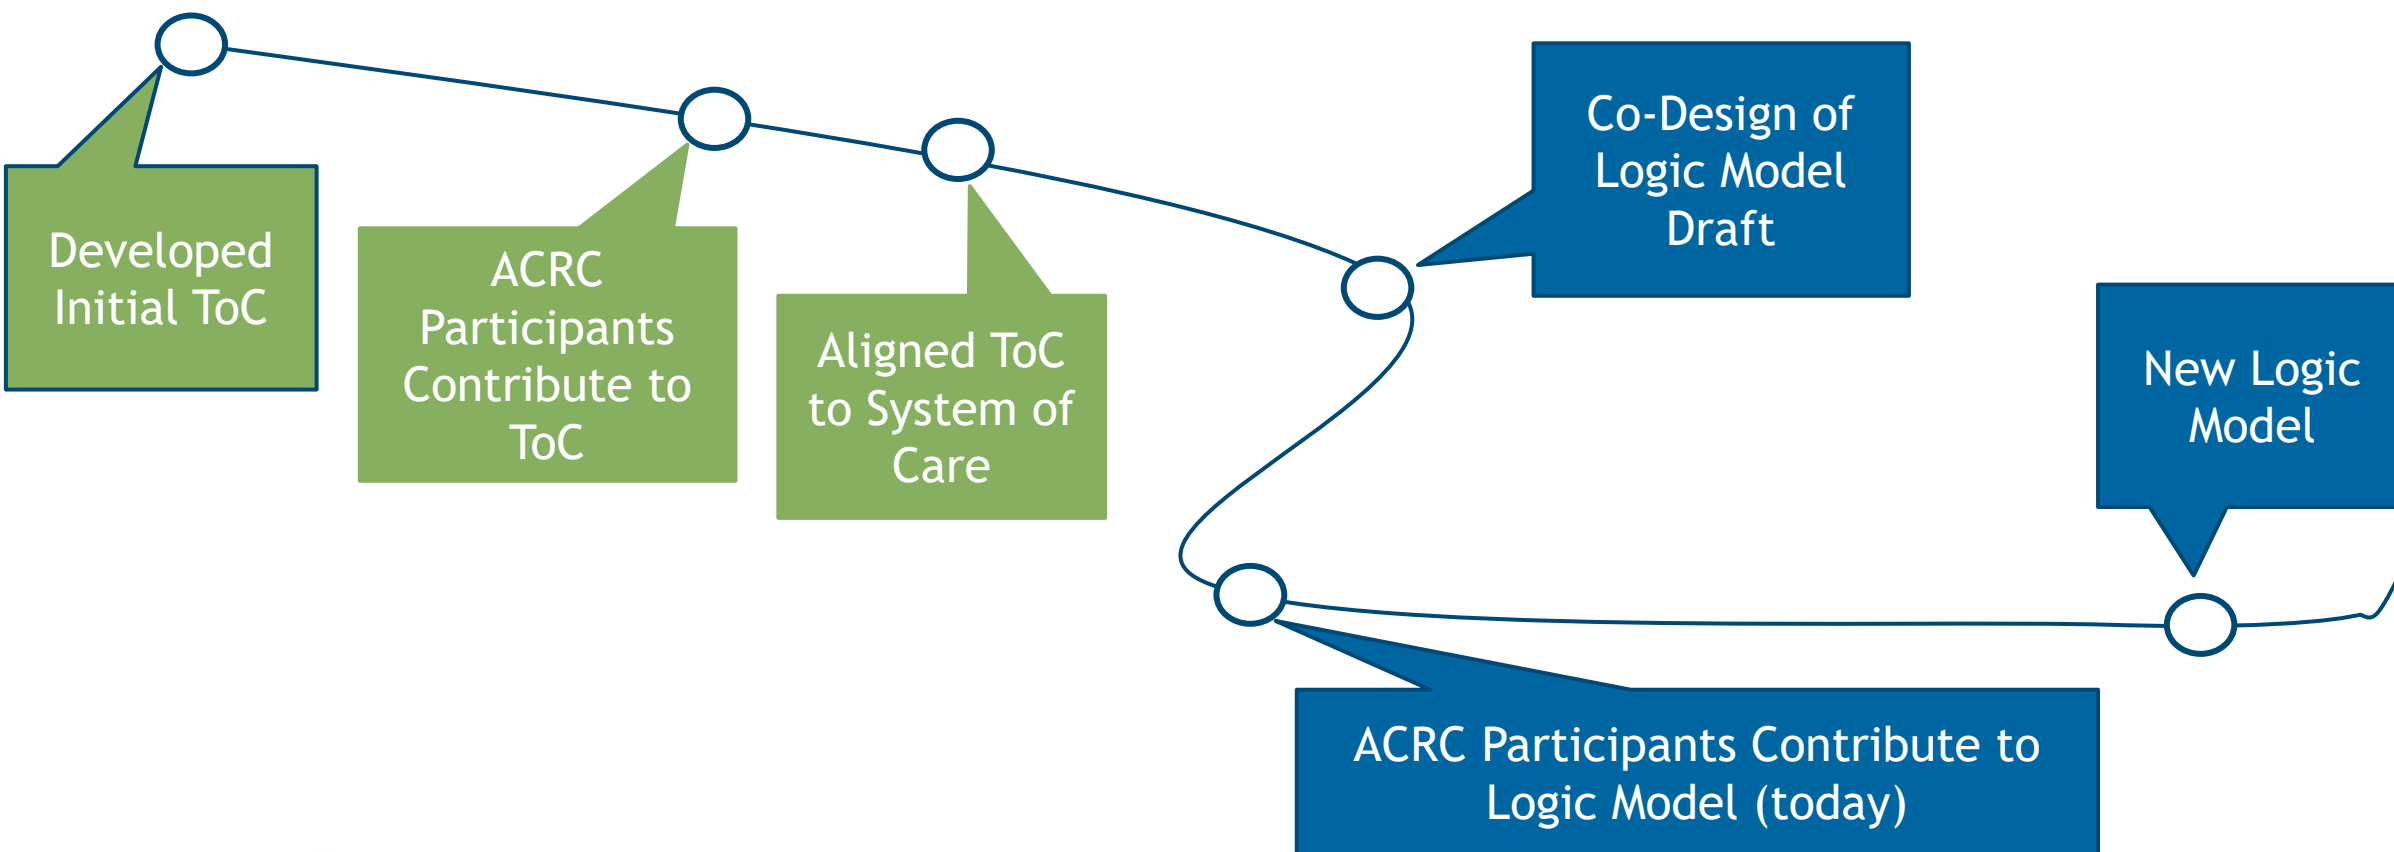 Developed
Initial ToC
ACRC
Participants
Contribute to
ToC
Aligned ToC
to System of
Care
Co-Design of
Logic Model
Draft
ACRC Participants Contribute to
Logic Model (today)
New Logic
Model